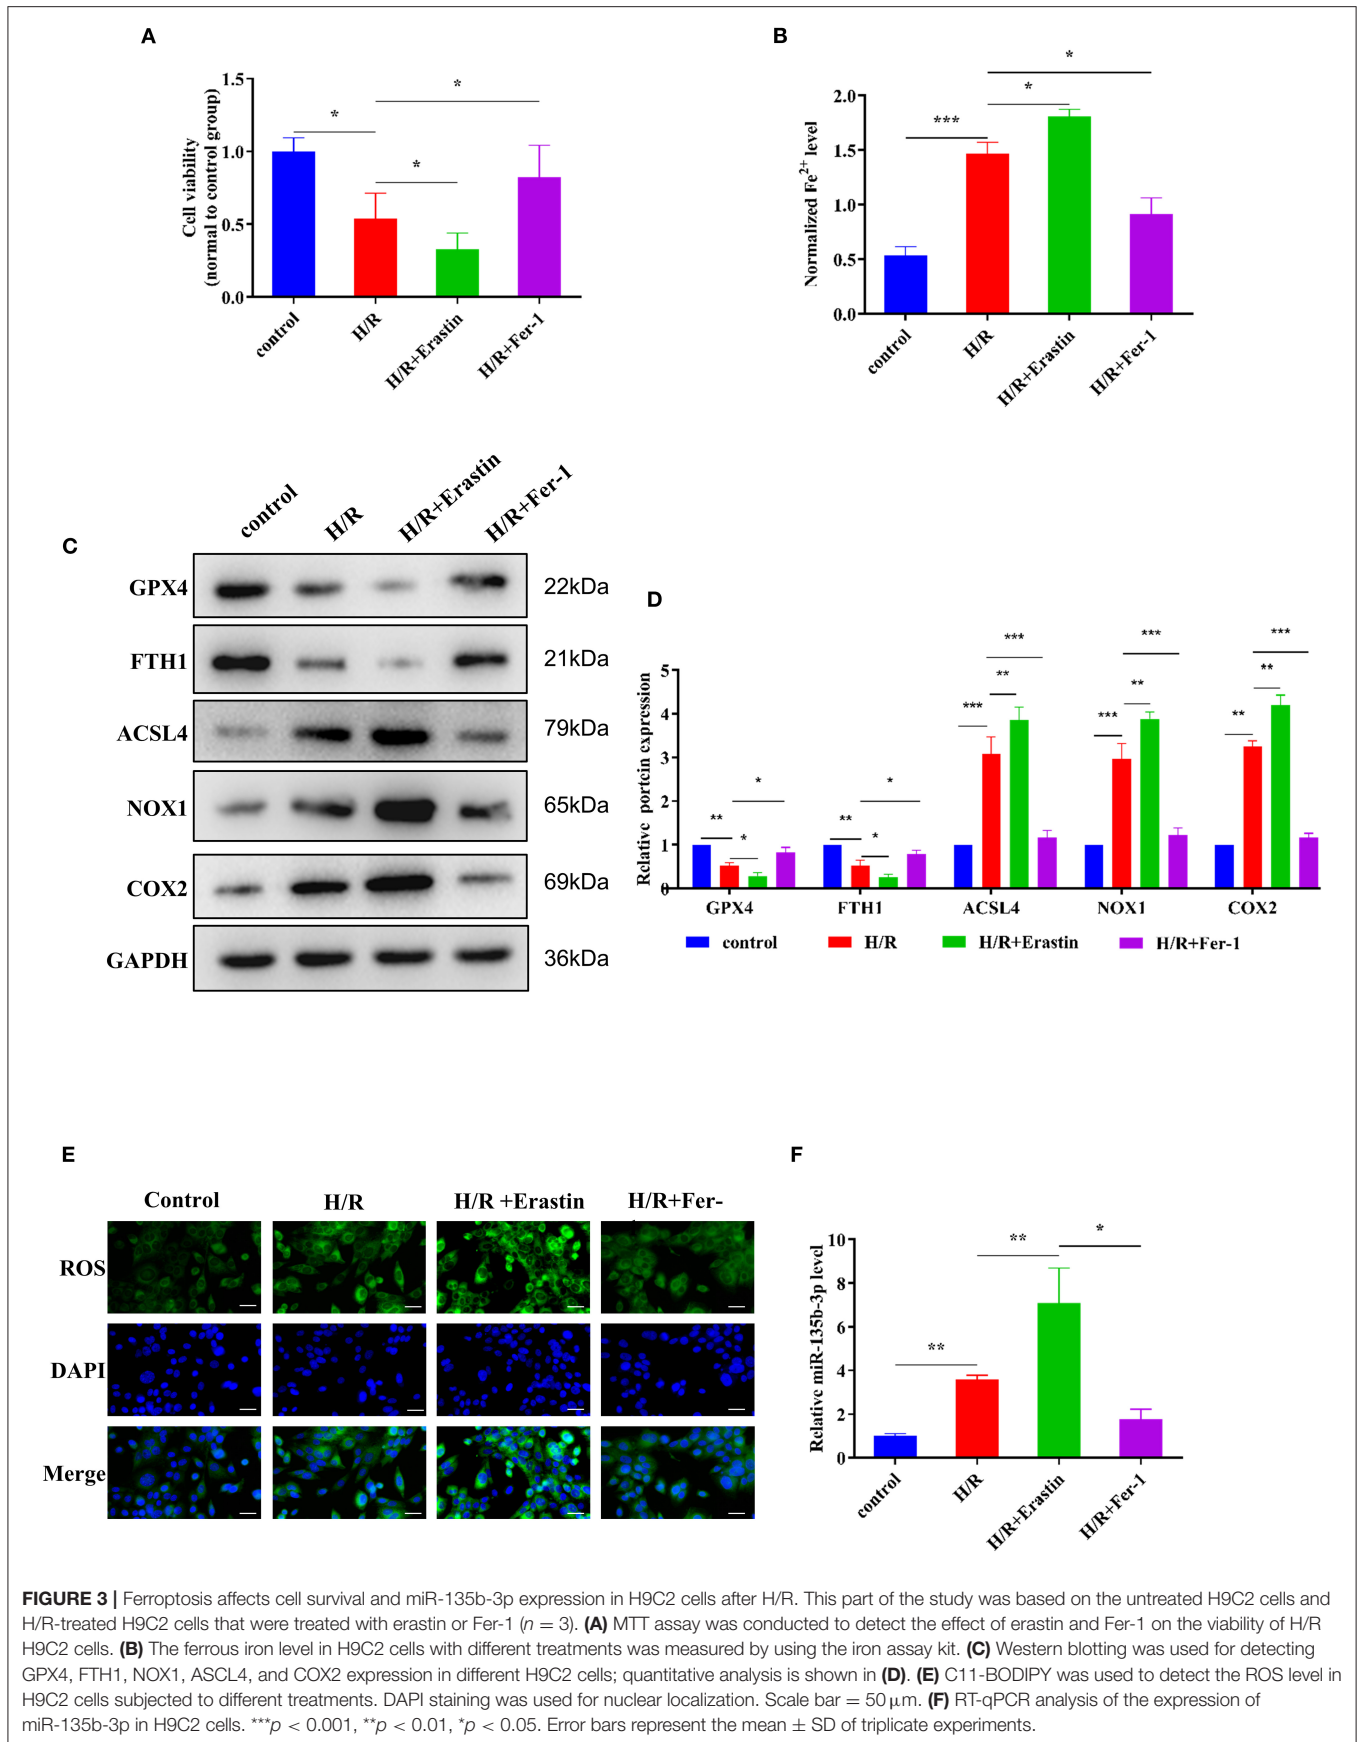 A
Cell viability
(normal to control group)
1.5
1.0
0.5
0.0
*
*
*
control
H/R
H/R+Erastin
H/R+Fer-1
B
Normalized Fe2+ level
2.0
1.5
1.0
0.5
0.0
***
*
*
control
H/R
H/R+Erastin
H/R+Fer-1
C
control
H/R
H/R+Erastin
H/R+Fer-1
GPX4 22kDa
FTH1 21kDa
ACSL4 79kDa
NOX1 65kDa
COX2 69kDa
GAPDH 36kDa
D
Relative portein expression
5
4
3
2
1
0
** * *
** * *
*** ** ***
*** ** ***
** ** ***
GPX4 FTH1 ACSL4 NOX1 COX2
control H/R H/R+Erastin H/R+Fer-1
E
Control H/R H/R +Erastin H/R+Fer-
ROS
DAPI
Merge
F
Relative miR-135b-3p level
10
8
6
4
2
0
**
**
*
control
H/R
H/R+Erastin
H/R+Fer-1
FIGURE 3 | Ferroptosis affects cell survival and miR-135b-3p expression in H9C2 cells after H/R. This part of the study was based on the untreated H9C2 cells and
H/R-treated H9C2 cells that were treated with erastin or Fer-1 (n = 3). (A) MTT assay was conducted to detect the effect of erastin and Fer-1 on the viability of H/R
H9C2 cells. (B) The ferrous iron level in H9C2 cells with different treatments was measured by using the iron assay kit. (C) Western blotting was used for detecting
GPX4, FTH1, NOX1, ASCL4, and COX2 expression in different H9C2 cells; quantitative analysis is shown in (D). (E) C11-BODIPY was used to detect the ROS level in
H9C2 cells subjected to different treatments. DAPI staining was used for nuclear localization. Scale bar = 50 μm. (F) RT-qPCR analysis of the expression of
miR-135b-3p in H9C2 cells. ***p < 0.001, **p < 0.01, *p < 0.05. Error bars represent the mean ± SD of triplicate experiments.